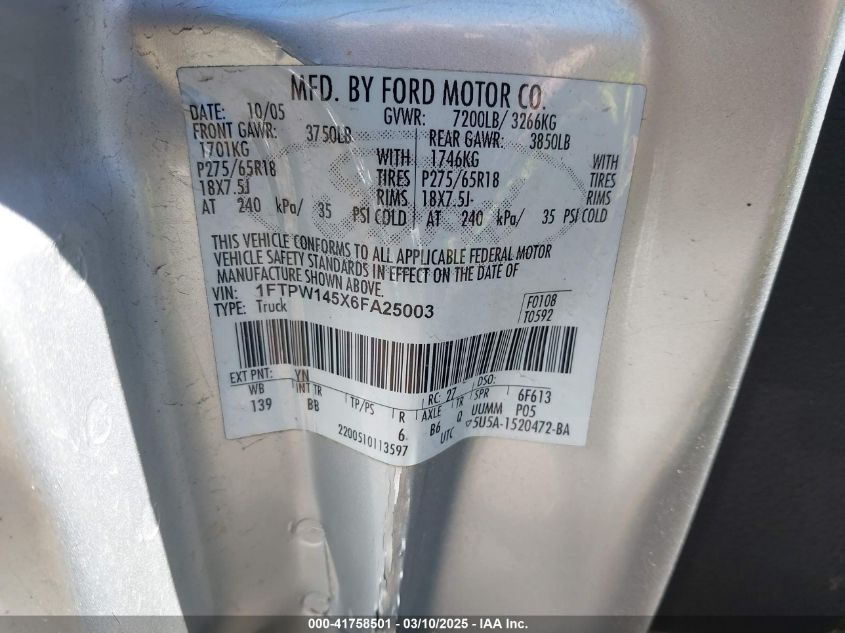 MFD. BY FORD MOTOR CO.
DATE: 10/05 GVWR: 7200LB/ 3266KG
FRONT GAWR: 3750LB REAR GAWR: 3850LB
1701KG WITH 1746KG WITH
P275/65R18 TIRES P275/65R18 TIRES
18X7.5J RIMS 18X7.5J- RIMS
AT 240 kPa/ 35 PSI COLD AT 240 kPa/ 35 PSI COLD
THIS VEHICLE CONFORMS TO ALL APPLICABLE FEDERAL MOTOR
VEHICLE SAFETY STANDARDS IN EFFECT ON THE DATE OF
MANUFACTURE SHOWN ABOVE.
VIN: 1FTPW145X6FA25003 F0108
TYPE: Truck T0592
EXT PNT: YN RC: 27 DSO:
WB INT TR TP/PS R AXLE TR SPR 6F613
139 BB 6 B6 Q UUMM P05
2200510113597 UTC 5U5A-1520472-BA
000-41758501 - 03/10/2025 - IAA Inc.